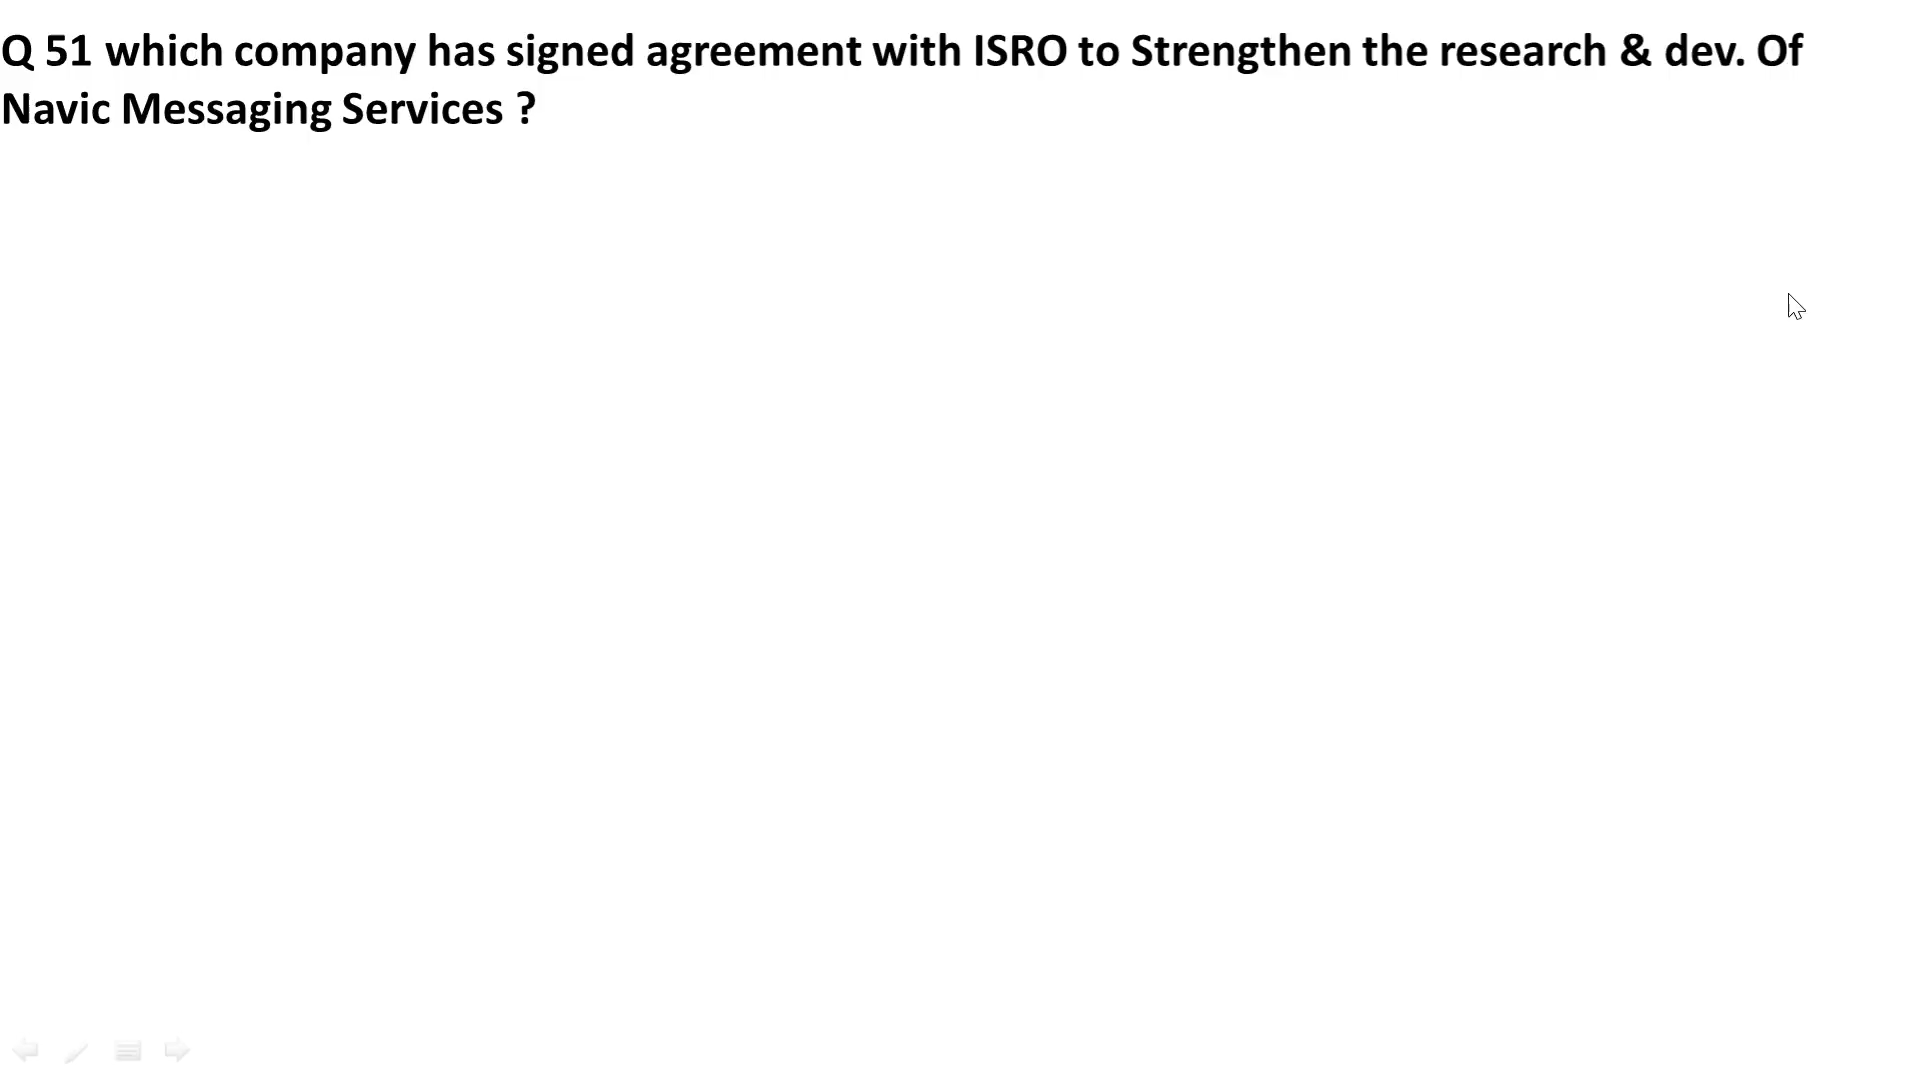 Q 51 which company has signed agreement with ISRO to Strengthen the research & dev. Of
Navic Messaging Services ?